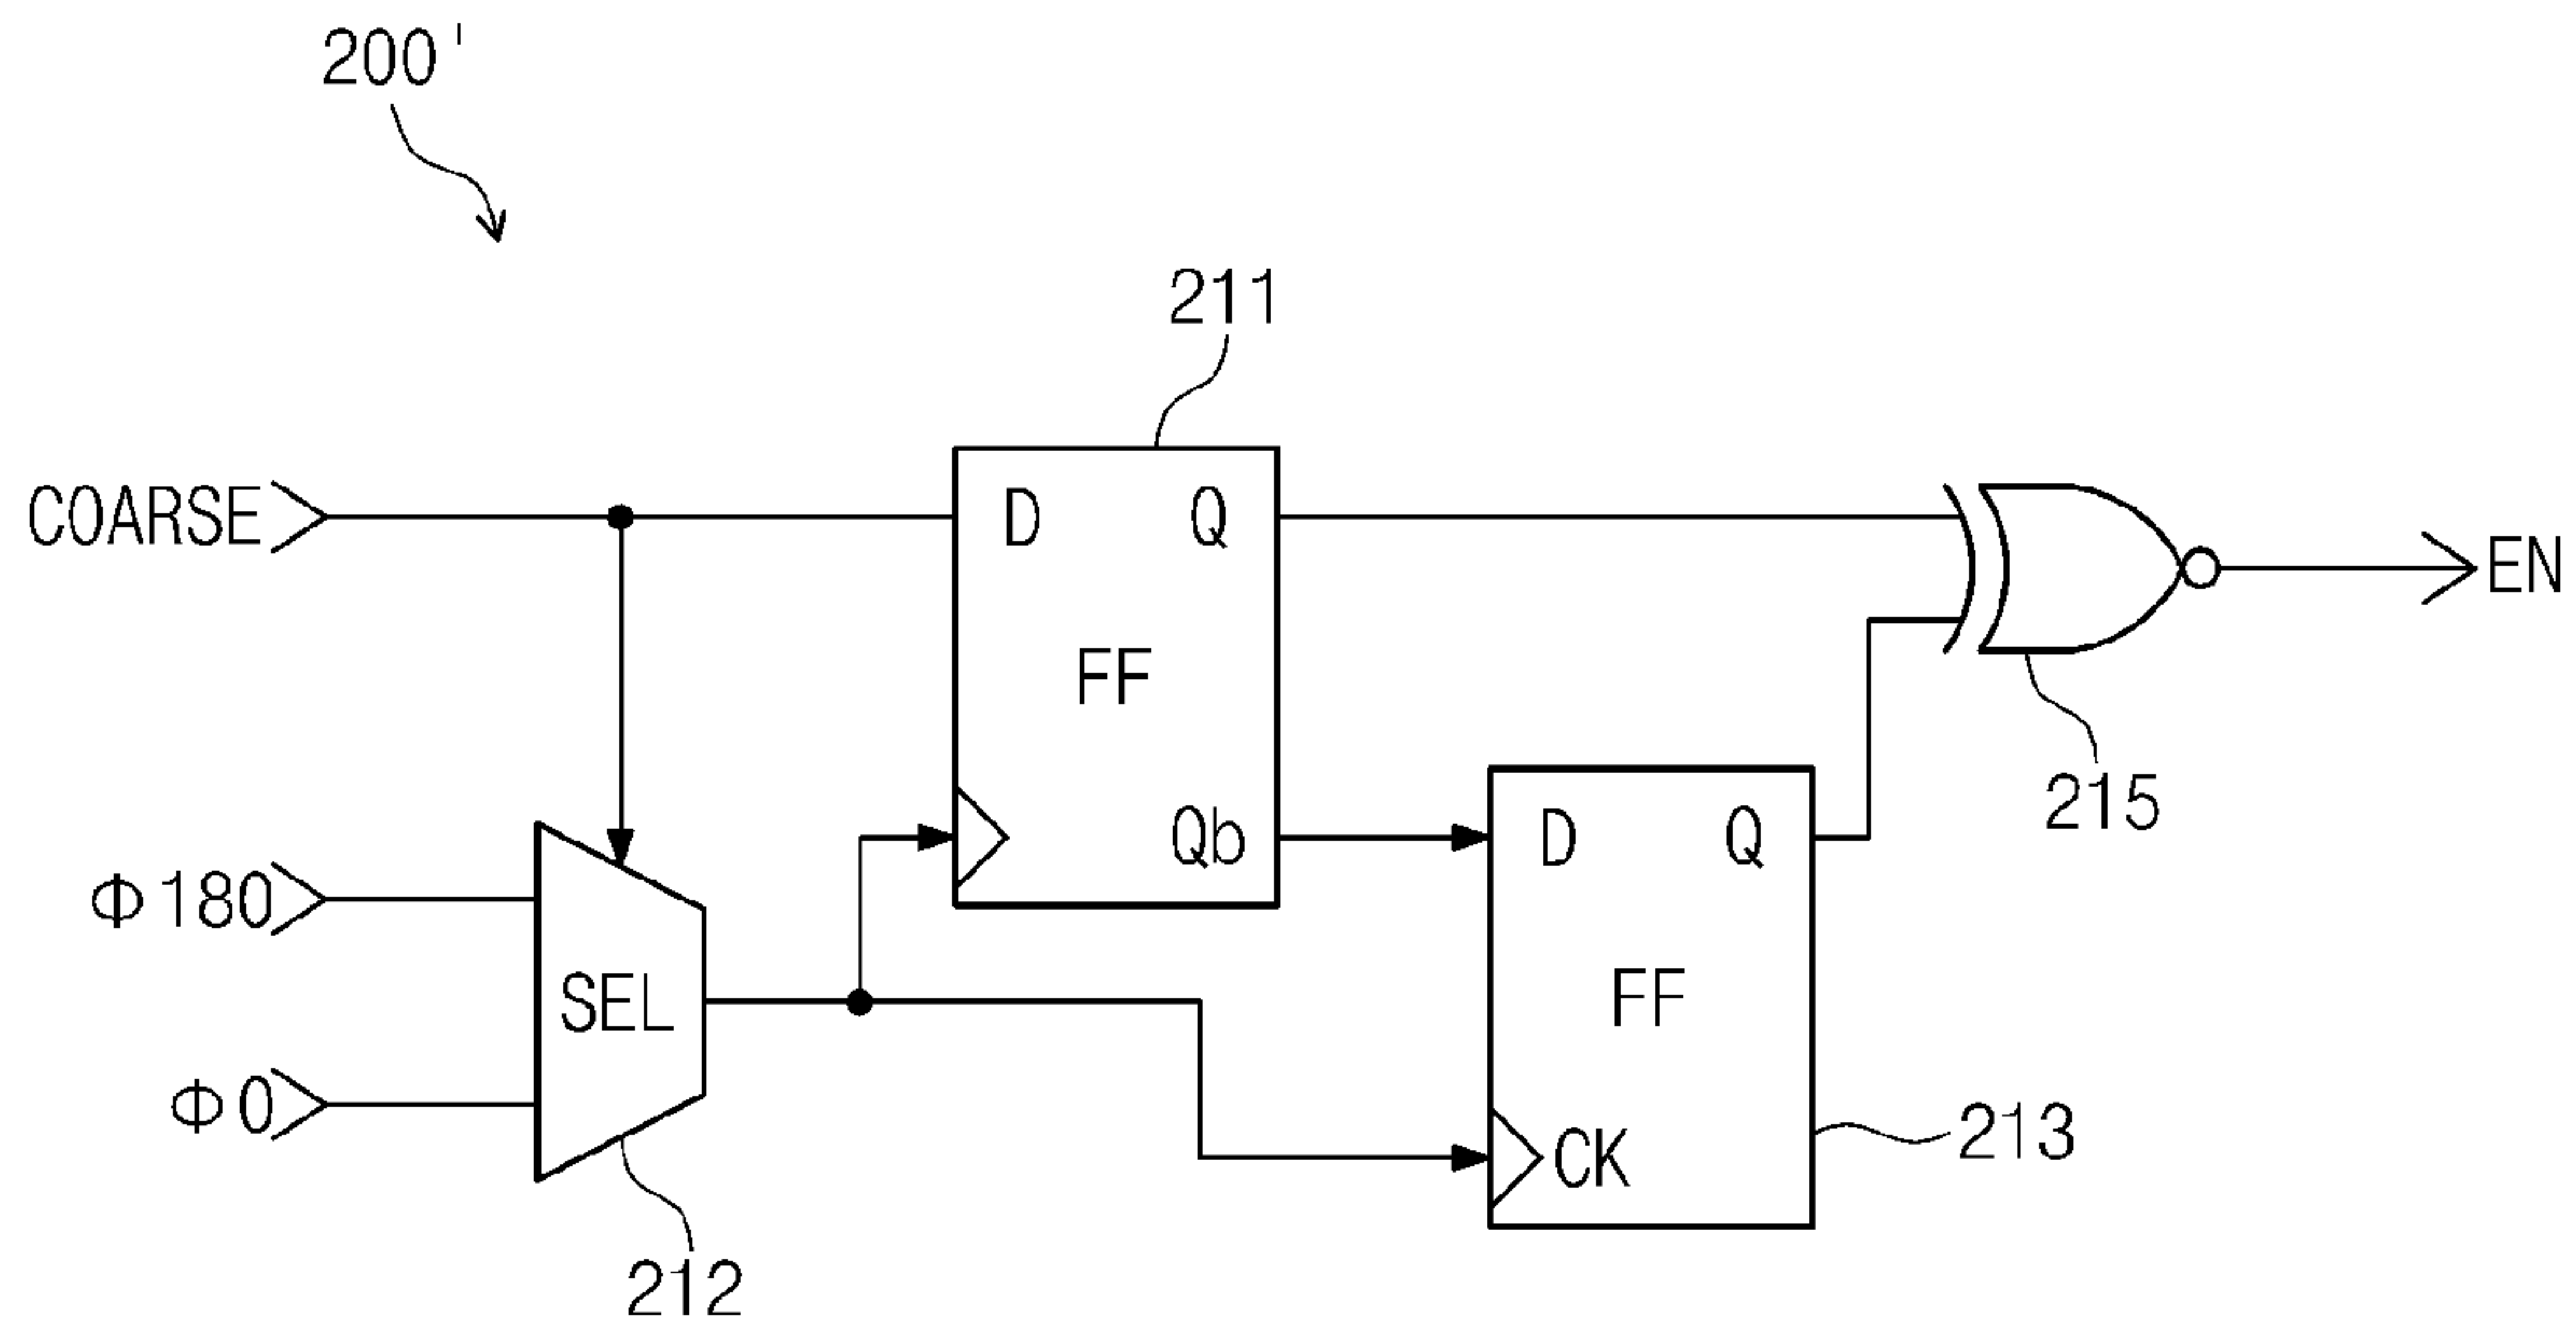 200'
211
COARSE
D
Q
EN
FF
Qb
D
Q
215
Φ180
SEL
FF
Φ0
CK
213
212